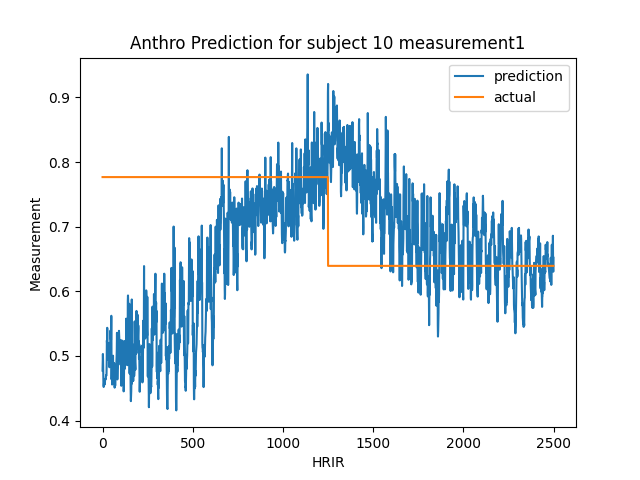 Anthro Prediction for subject 10 measurement1
prediction
actual
0.9
0.8
0.7
0.6
0.5
0.4
Measurement
0
500
1000
1500
2000
2500
HRIR